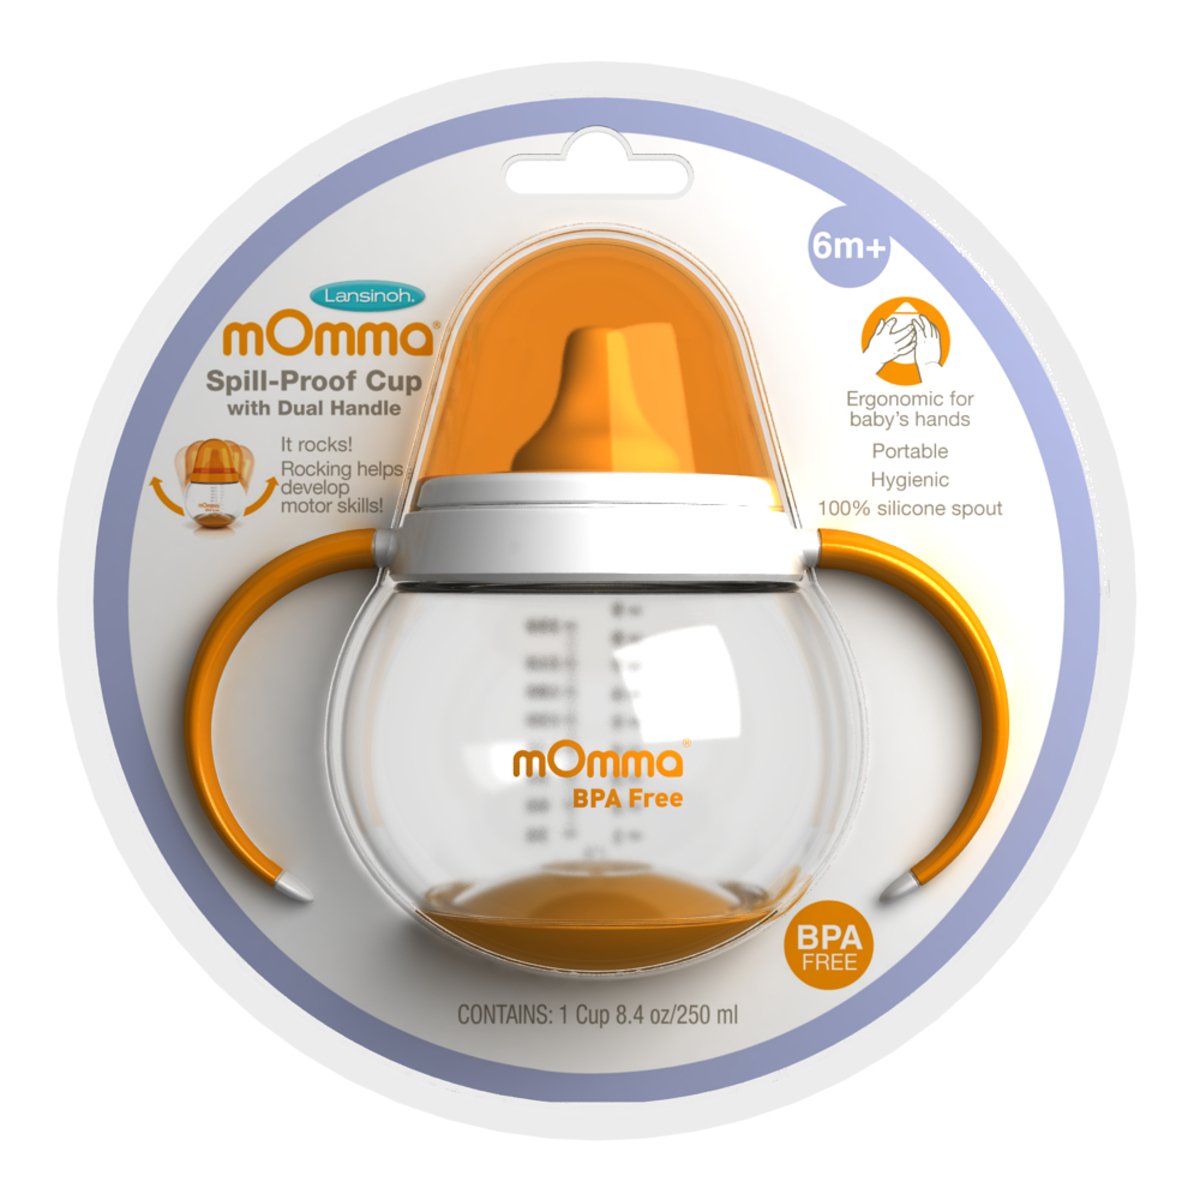 6m+
Lansinoh.
mOmma®
Spill-Proof Cup
with Dual Handle
It rocks!
Rocking helps
develop
motor skills!
Ergonomic for
baby's hands
Portable
Hygienic
100% silicone spout
mOmma®
BPA Free
BPA
FREE
CONTAINS: 1 Cup 8.4 oz/250 ml